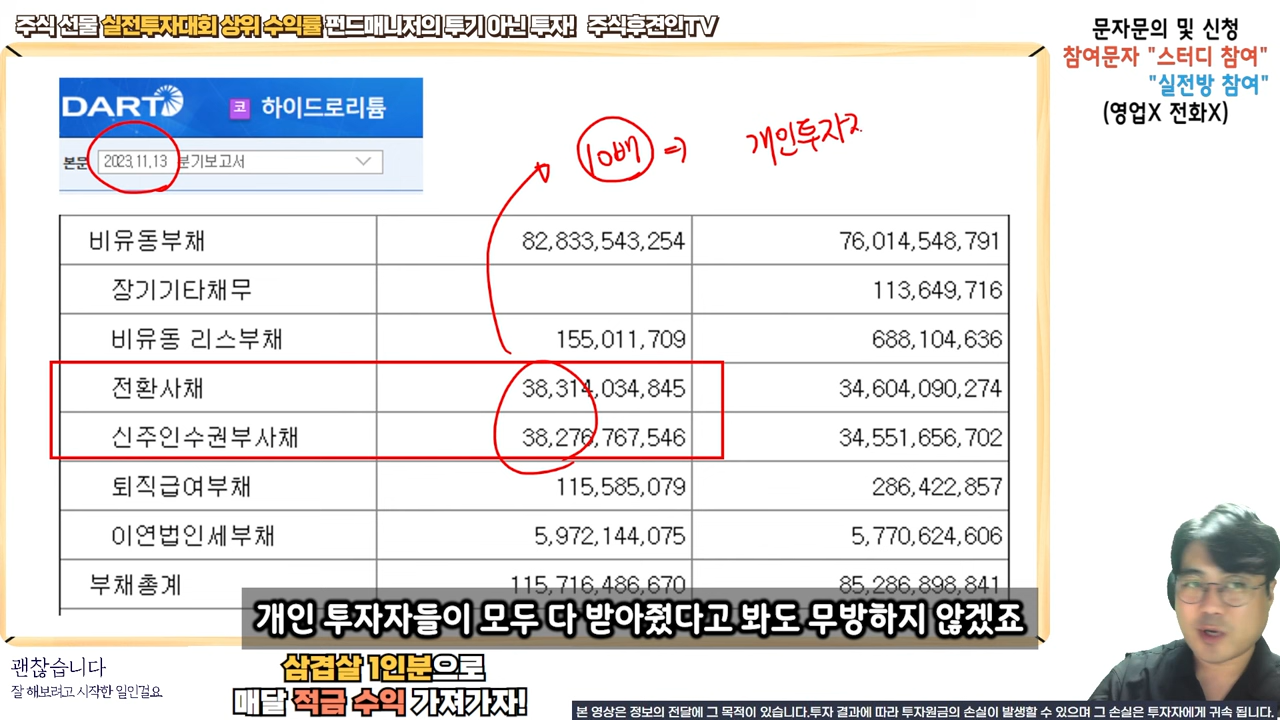 주식 선물 실전투자대회 상위 수익률 펀드매니저의 투기 아닌 투자! 주식후견인TV
문자문의 및 신청
참여문자 "스터디 참여"
"실전방 참여"
(영업X 전화X)
DART 코 하이드로리튬
본문 2023.11.13 분기보고서
10배 => 개인투자
비유동부채 82,833,543,254 76,014,548,791
장기기타채무 113,649,716
비유동 리스부채 155,011,709 688,104,636
전환사채 38,314,034,845 34,604,090,274
신주인수권부사채 38,276,767,546 34,551,656,702
퇴직급여부채 115,585,079 286,422,857
이연법인세부채 5,972,144,075 5,770,624,606
부채총계 115,716,486,670 85,286,898,841
개인 투자자들이 모두 다 받아줬다고 봐도 무방하지 않겠죠
괜찮습니다
잘 해보려고 시작한 일인걸요
삼겹살 1인분으로
매달 적금 수익 가져가자!
본 영상은 정보의 전달에 그 목적이 있습니다.투자 결과에 따라 투자원금의 손실이 발생할 수 있으며 그 손실은 투자자에게 귀속 됩니다.